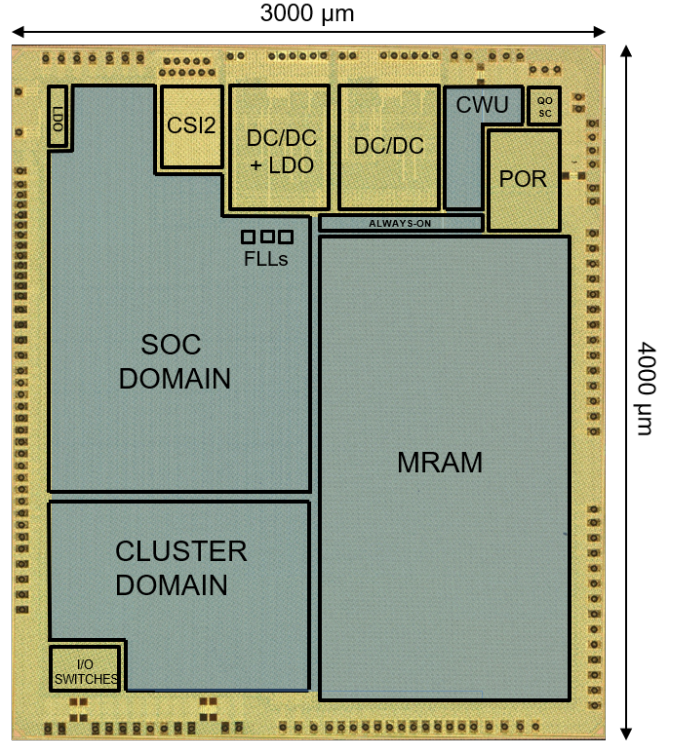 3000 µm
LDO
CSI2
DC/DC
+ LDO
DC/DC
CWU
QO
SC
POR
ALWAYS-ON
FLLs
SOC
DOMAIN
MRAM
4000 µm
CLUSTER
DOMAIN
I/O
SWITCHES